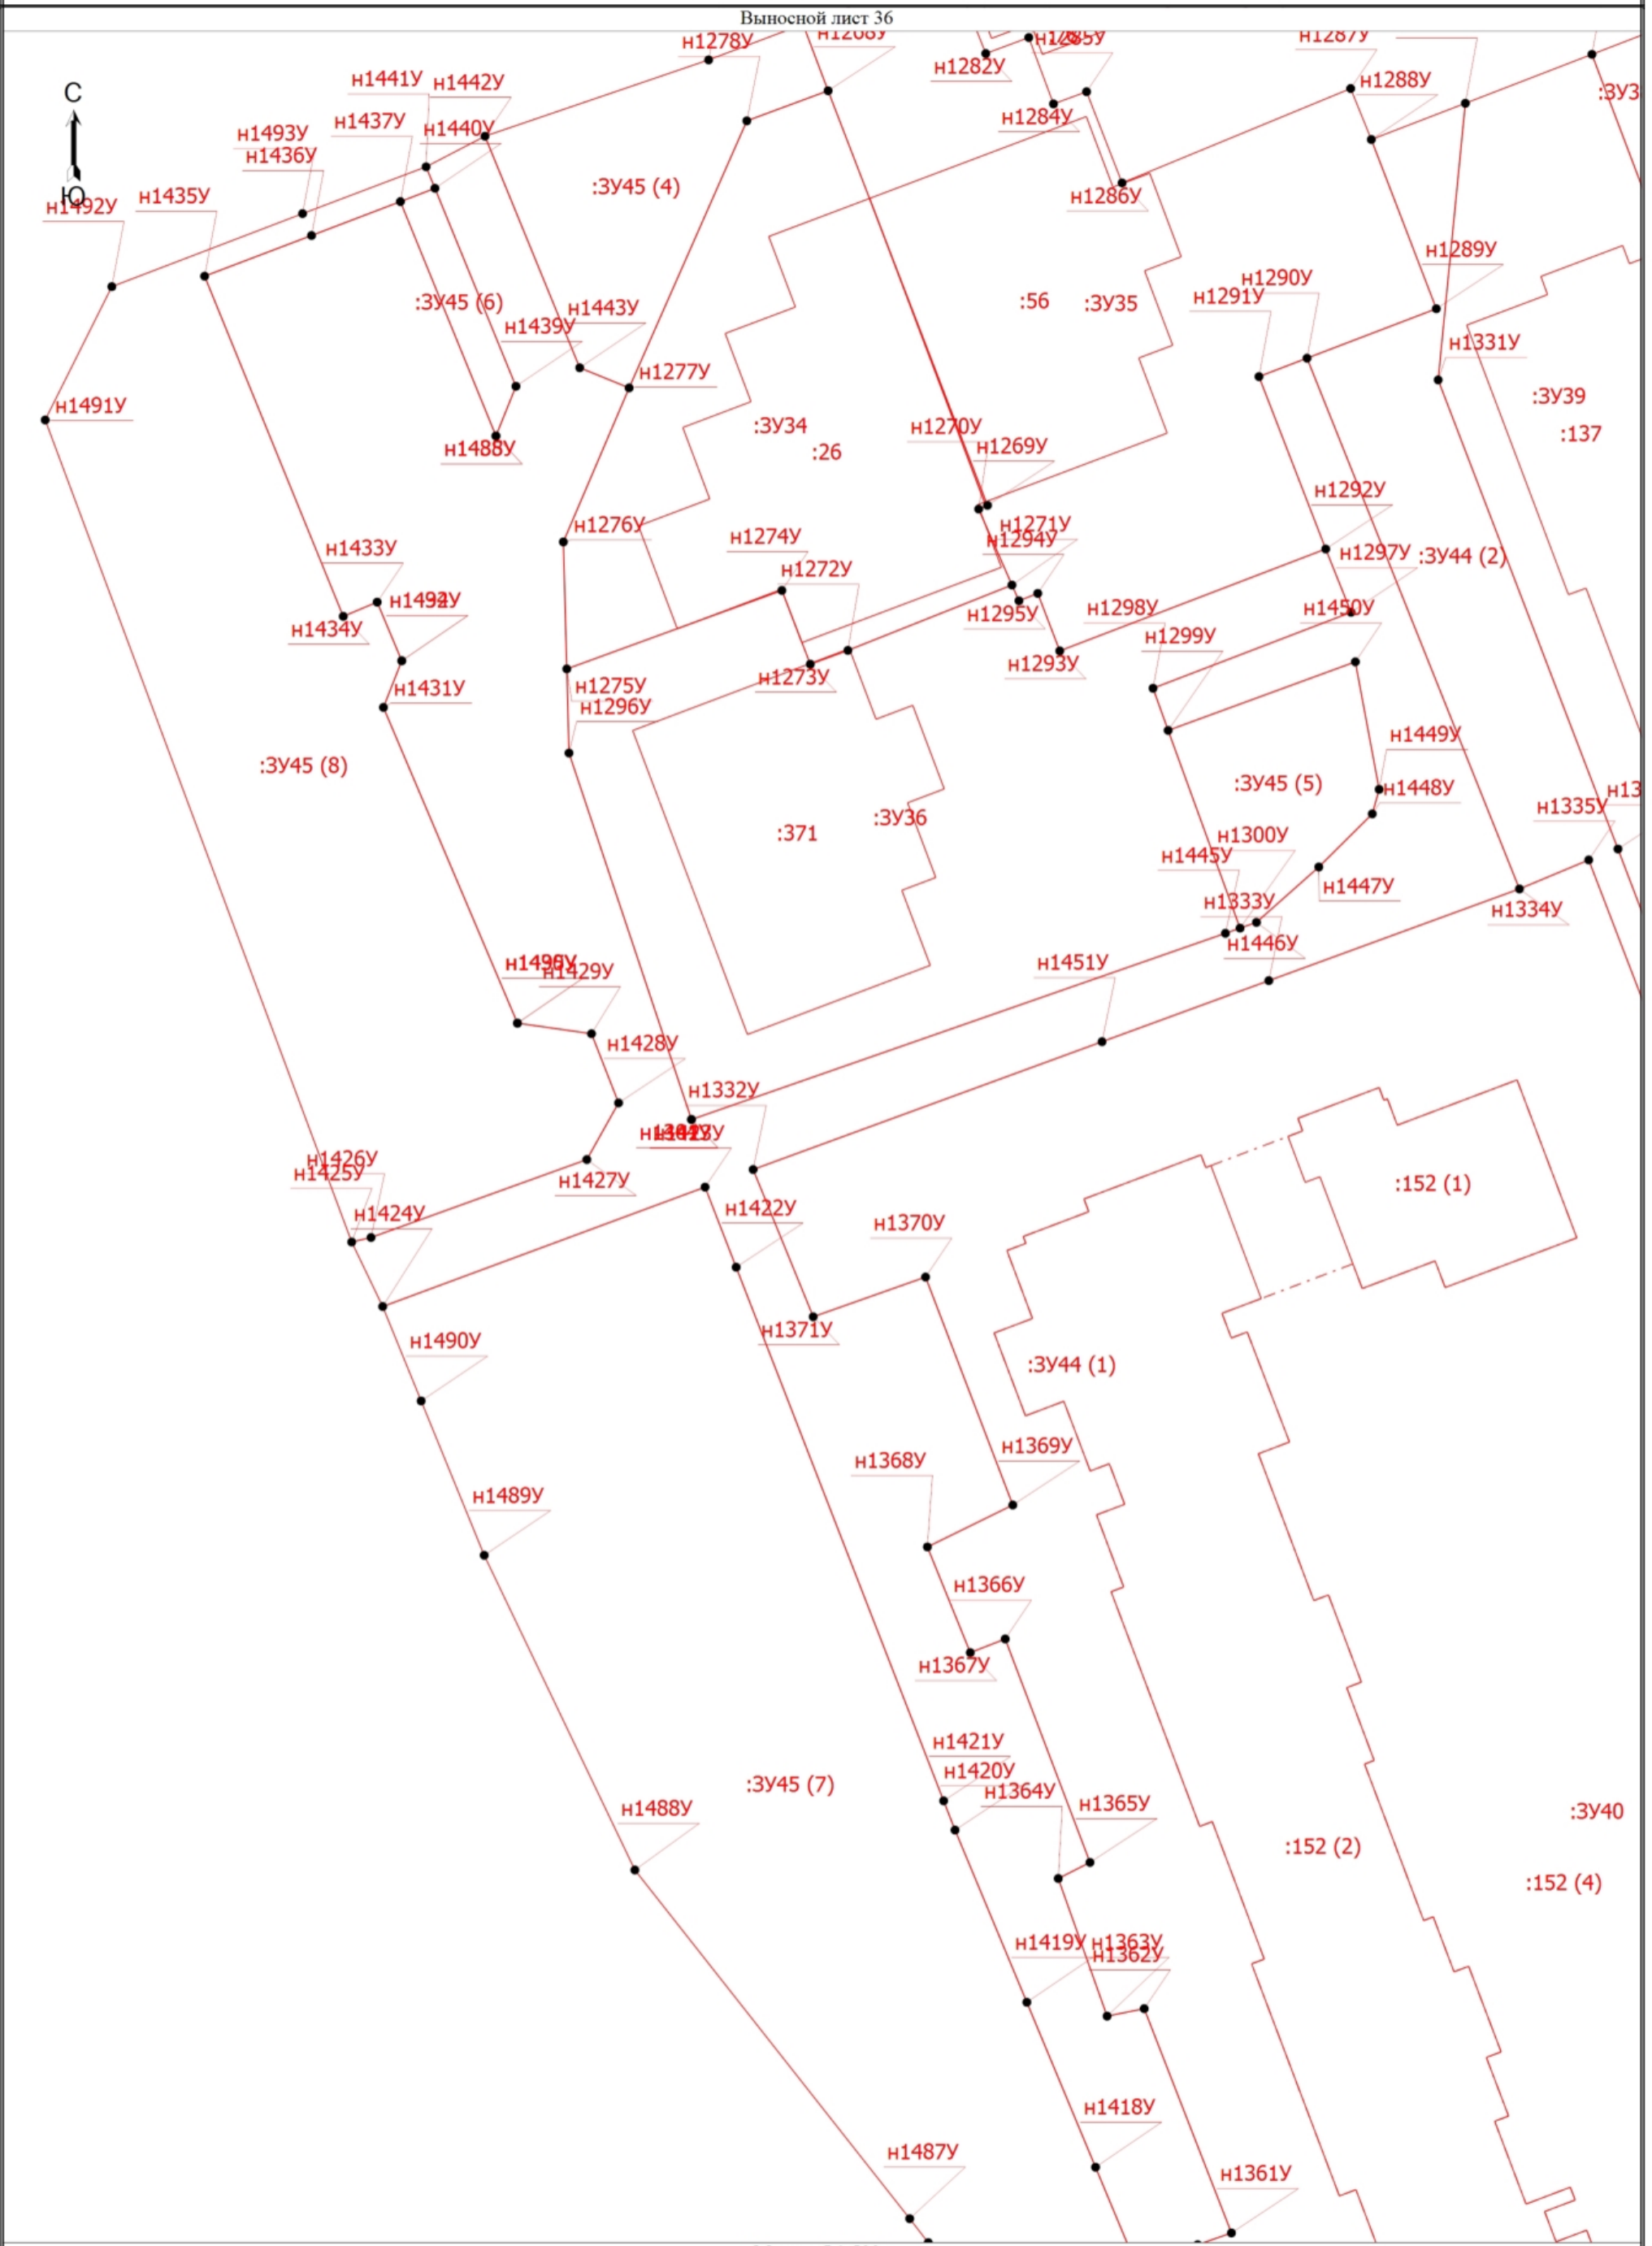 Выносной лист 36
н1278У
н1268У
н1285У
н1287У
н1282У
н1441У
н1442У
н1288У
:ЗУ3
С
н1437У
н1440У
н1284У
н1493У
н1436У
:ЗУ45 (4)
Ю
н1492У
н1435У
н1286У
н1289У
н1290У
н1291У
:56
:ЗУ35
:ЗУ45 (6)
н1443У
н1439У
н1331У
н1277У
:ЗУ39
н1491У
:ЗУ34
н1270У
:137
н1488У
:26
н1269У
н1292У
н1276У
н1271У
н1274У
н1294У
н1433У
н1297У
:ЗУ44 (2)
н1272У
н1298У
н1450У
н1295У
н1434У
н1299У
н1293У
н1431У
н1275У
н1273У
н1296У
н1449У
:ЗУ45 (8)
:ЗУ45 (5)
н1448У
н13
н1335У
:371
:ЗУ36
н1300У
н1445У
н1447У
н1333У
н1334У
н1446У
н1429У
н1451У
н1428У
н1332У
н1426У
н1425У
н1427У
:152 (1)
н1424У
н1422У
н1370У
н1371У
н1490У
:ЗУ44 (1)
н1369У
н1368У
н1489У
н1366У
н1367У
н1421У
н1420У
:ЗУ45 (7)
н1364У
н1365У
н1488У
:ЗУ40
:152 (2)
:152 (4)
н1419У
н1363У
н1362У
н1418У
н1487У
н1361У